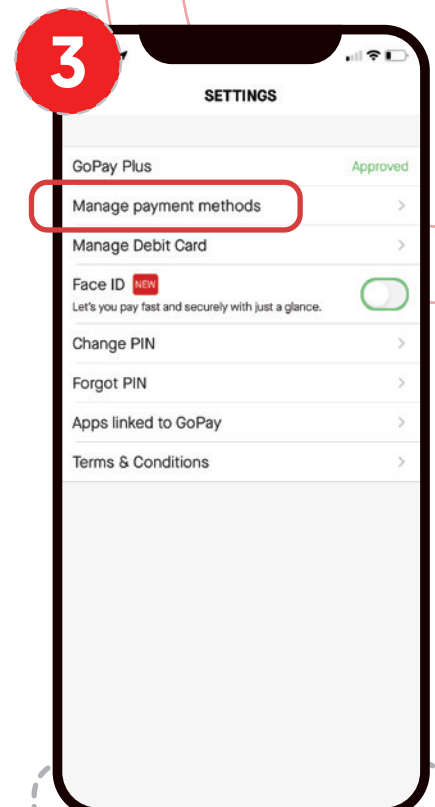 3
SETTINGS
GoPay Plus Approved
Manage payment methods
Manage Debit Card
Face ID NEW
Let's you pay fast and securely with just a glance.
Change PIN
Forgot PIN
Apps linked to GoPay
Terms & Conditions